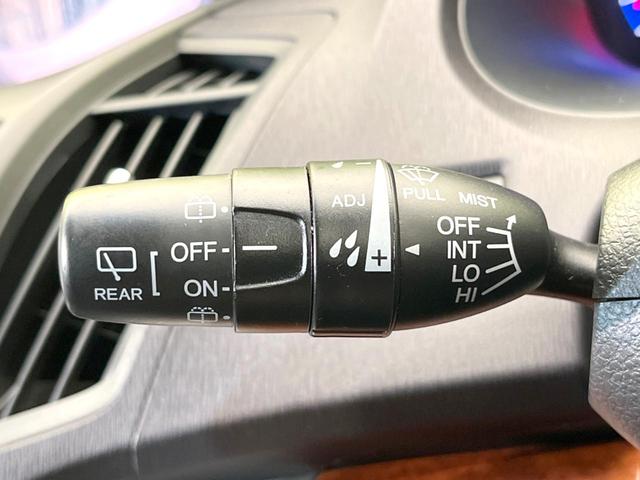 REAR
OFF
ON
ADJ
+
PULL MIST
OFF
INT
LO
HI